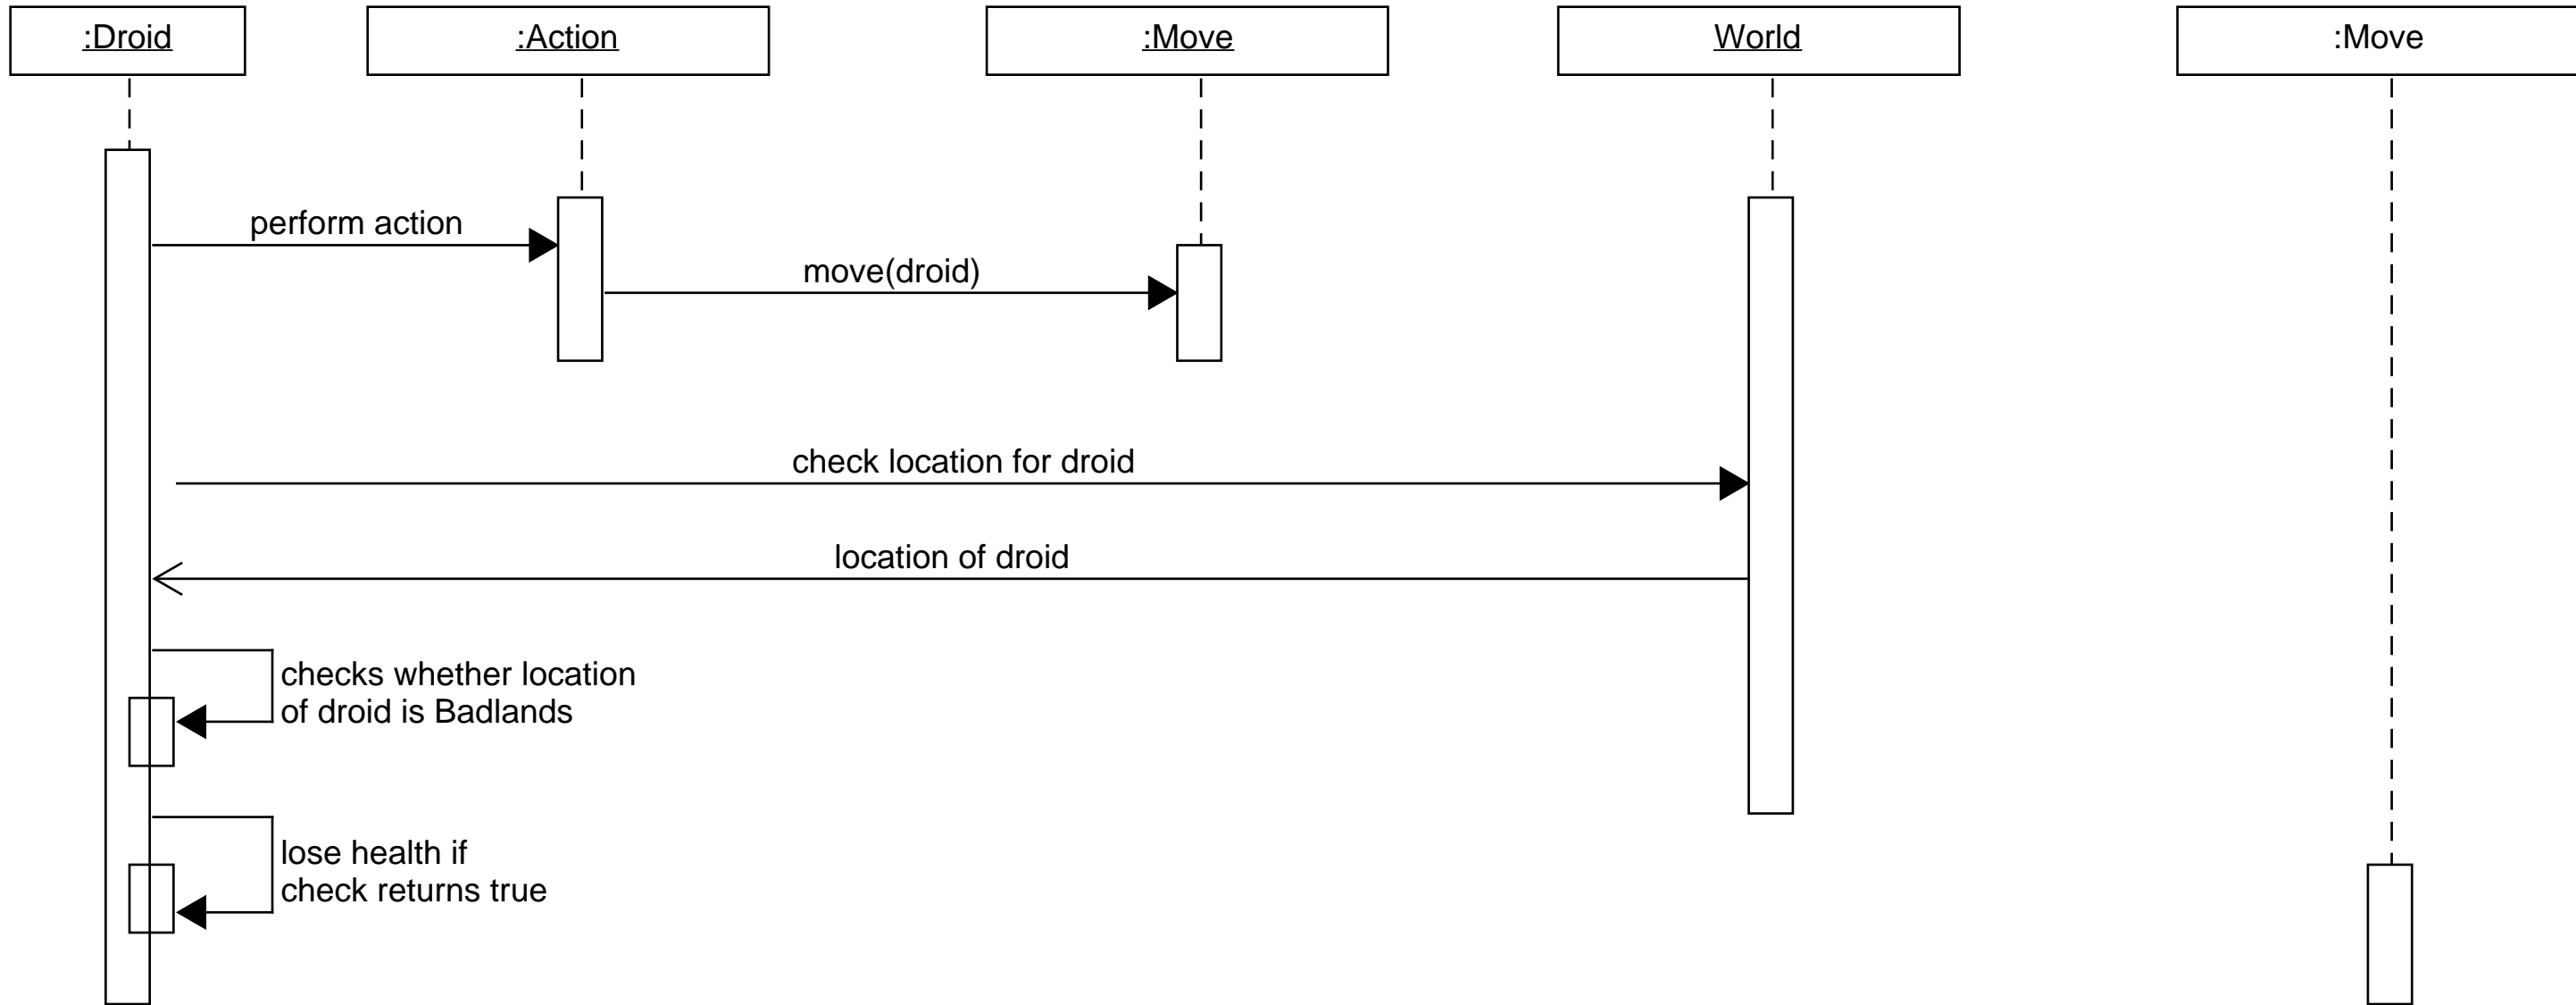 :Droid
:Action
:Move
World
:Move
perform action
move(droid)
check location for droid
location of droid
checks whether location
of droid is Badlands
lose health if
check returns true